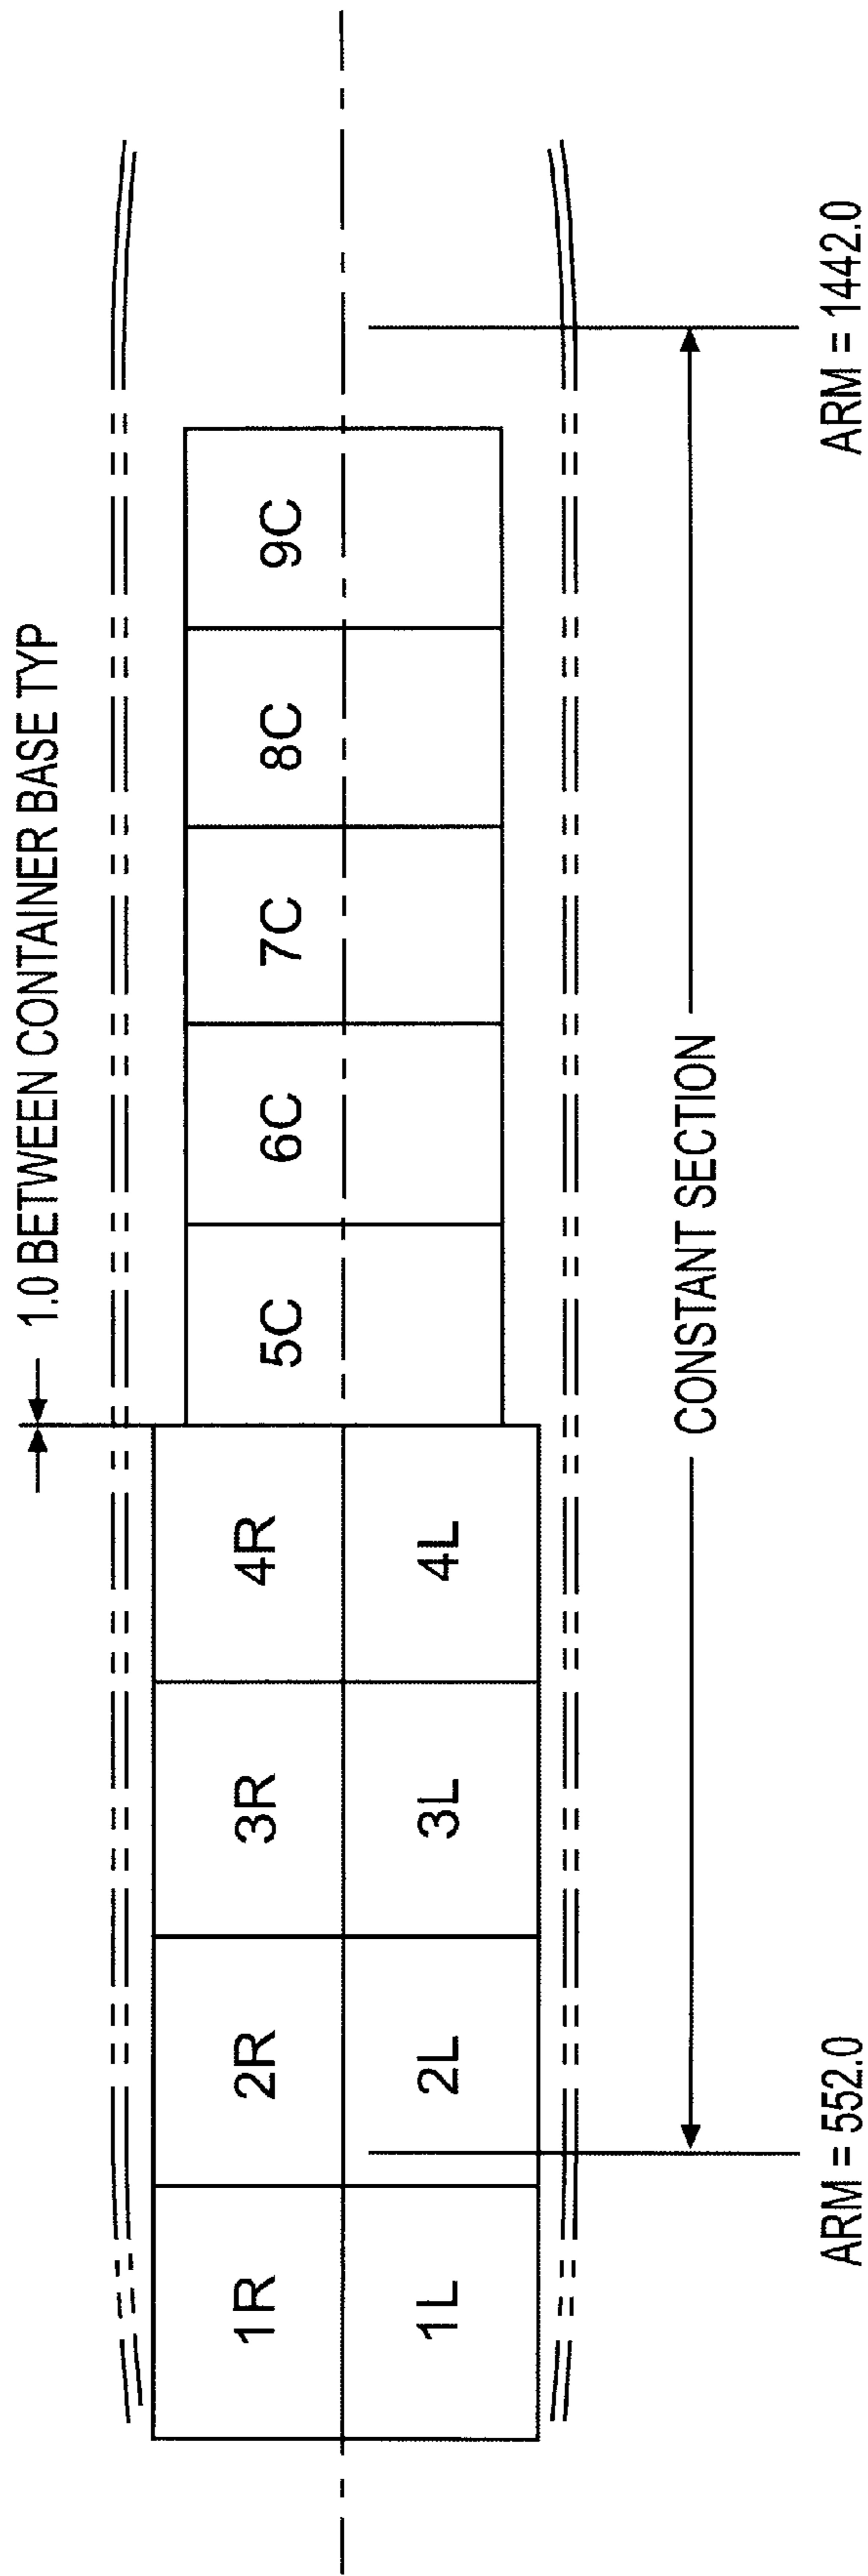 1.0 BETWEEN CONTAINER BASE TYP
1R 2R 3R 4R 5C 6C 7C 8C 9C
1L 2L 3L 4L
CONSTANT SECTION
ARM = 552.0 ARM = 1442.0